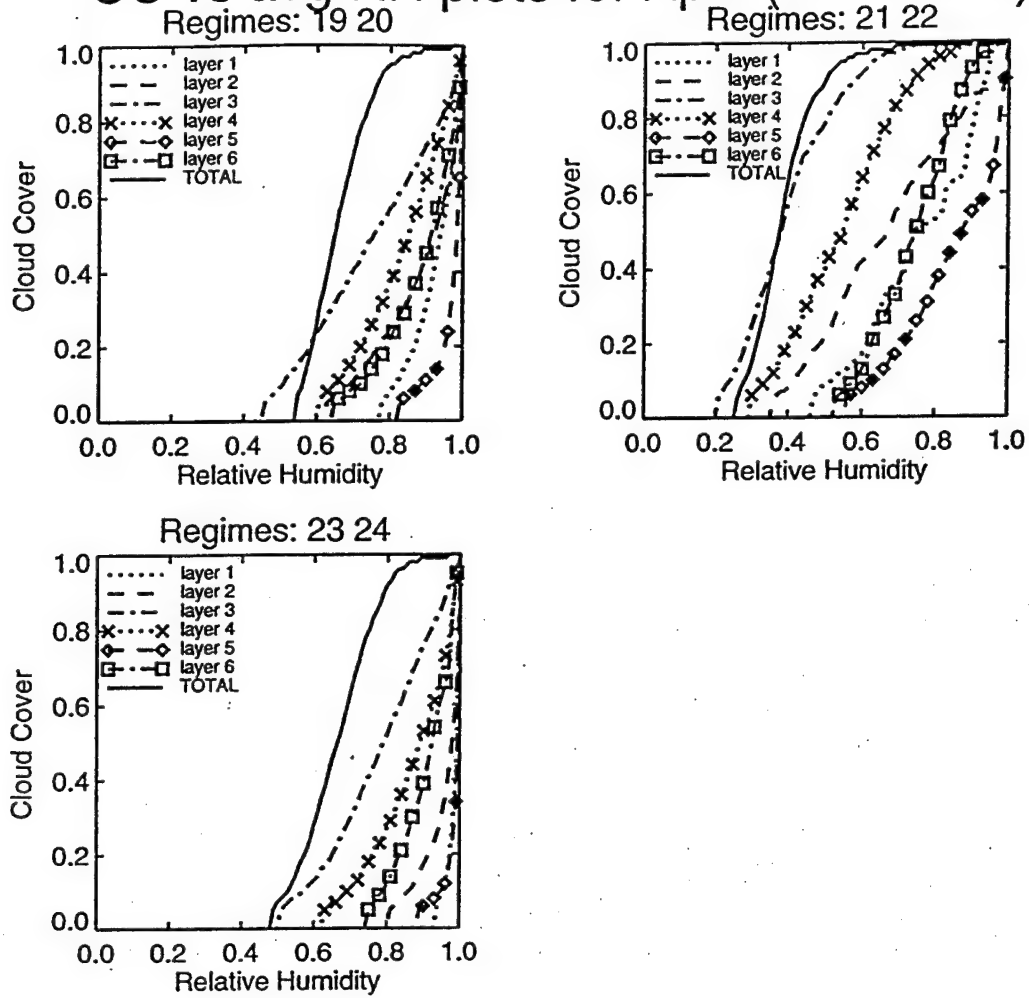 Regimes: 19 20
1.0
0.8
0.6
0.4
0.2
0.0
Cloud Cover
layer 1
layer 2
layer 3
layer 4
layer 5
layer 6
TOTAL
0.0 0.2 0.4 0.6 0.8 1.0
Relative Humidity
Regimes: 21 22
1.0
0.8
0.6
0.4
0.2
0.0
Cloud Cover
layer 1
layer 2
layer 3
layer 4
layer 5
layer 6
TOTAL
0.0 0.2 0.4 0.6 0.8 1.0
Relative Humidity
Regimes: 23 24
1.0
0.8
0.6
0.4
0.2
0.0
Cloud Cover
layer 1
layer 2
layer 3
layer 4
layer 5
layer 6
TOTAL
0.0 0.2 0.4 0.6 0.8 1.0
Relative Humidity